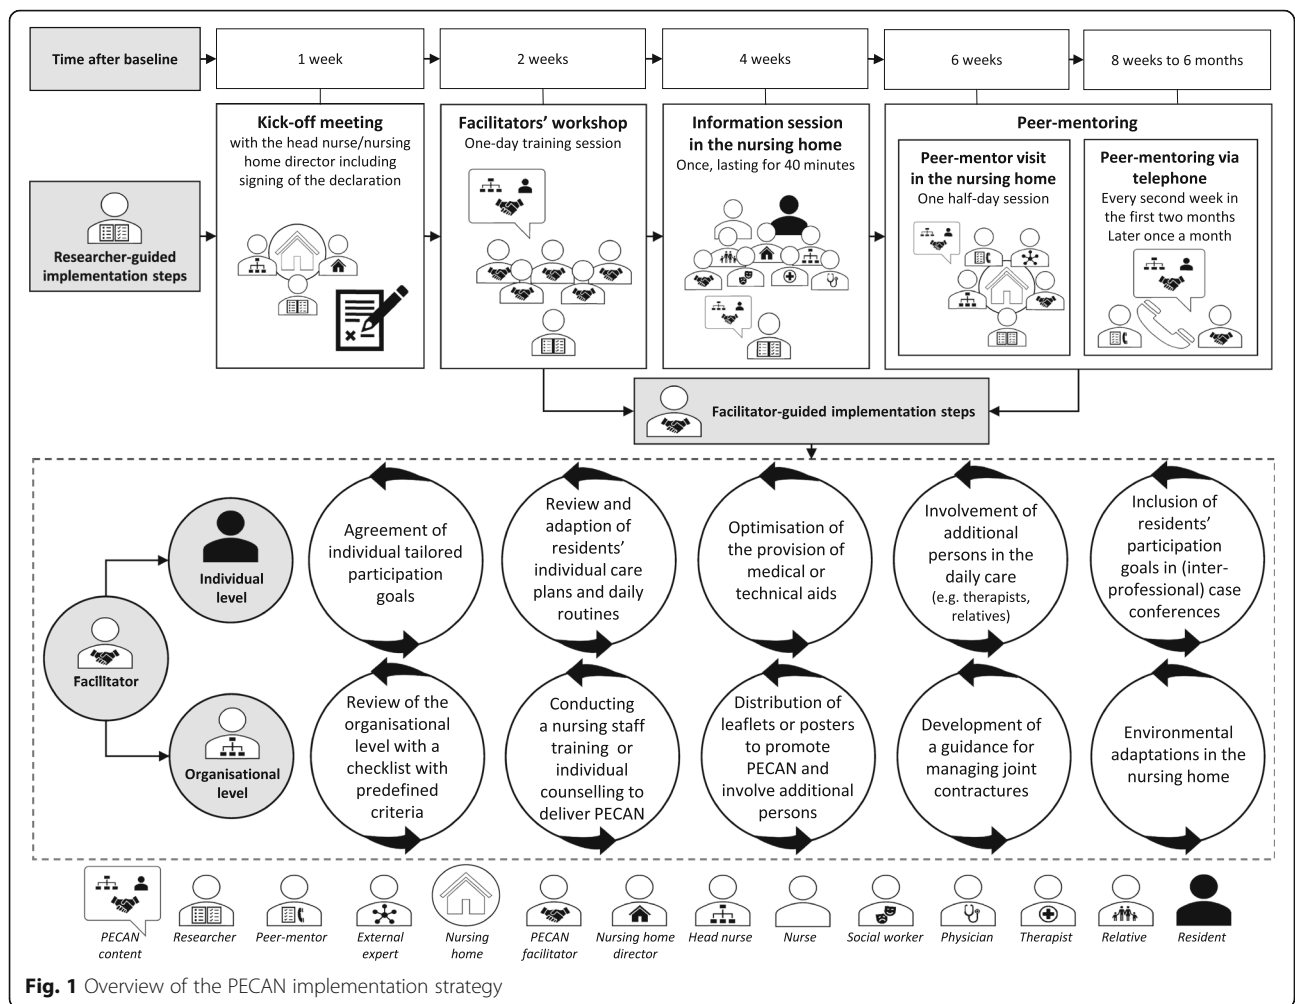 Time after baseline
1 week
2 weeks
4 weeks
6 weeks
8 weeks to 6 months
Researcher-guided
implementation steps
Kick-off meeting
with the head nurse/nursing
home director including
signing of the declaration
Facilitators' workshop
One-day training session
Information session
in the nursing home
Once, lasting for 40 minutes
Peer-mentoring
Peer-mentor visit
in the nursing home
One half-day session
Peer-mentoring via
telephone
Every second week in
the first two months
Later once a month
Facilitator-guided implementation steps
Facilitator
Individual
level
Agreement of
individual tailored
participation
goals
Review and
adaption of
residents'
individual care
plans and daily
routines
Optimisation of
the provision of
medical or
technical aids
Involvement of
additional
persons in the
daily care
(e.g. therapists,
relatives)
Inclusion of
residents'
participation
goals in (inter-
professional) case
conferences
Organisational
level
Review of the
organisational
level with a
checklist with
predefined
criteria
Conducting
a nursing staff
training or
individual
counselling to
deliver PECAN
Distribution of
leaflets or posters
to promote
PECAN and
involve additional
persons
Development of
a guidance for
managing joint
contractures
Environmental
adaptations in the
nursing home
PECAN
content
Researcher
Peer-mentor
External
expert
Nursing
home
PECAN
facilitator
Nursing home
director
Head nurse
Nurse
Social worker
Physician
Therapist
Relative
Resident
Fig. 1 Overview of the PECAN implementation strategy